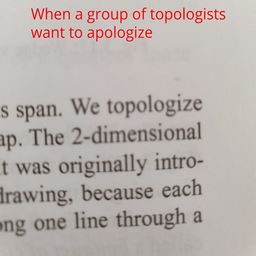 When a group of topologists
want to apologize
s span. We topologize
ap. The 2-dimensional
t was originally intro-
drawing, because each
ong one line through a